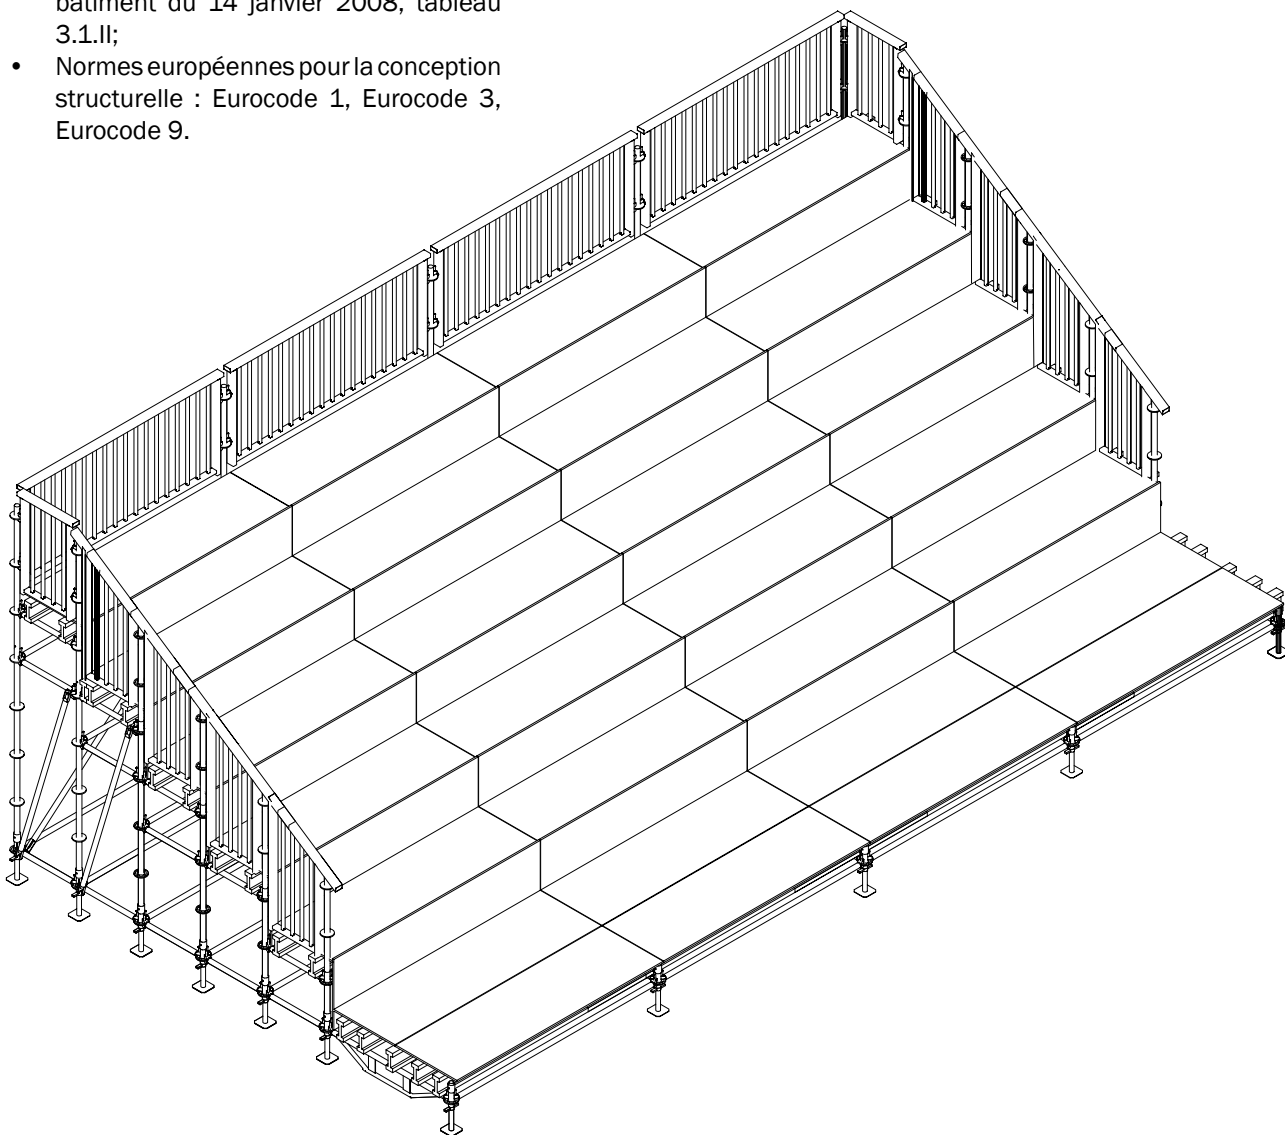 bâtiment du 14 janvier 2008, tableau
3.1.II;
• Normes européennes pour la conception
structurelle : Eurocode 1, Eurocode 3,
Eurocode 9.